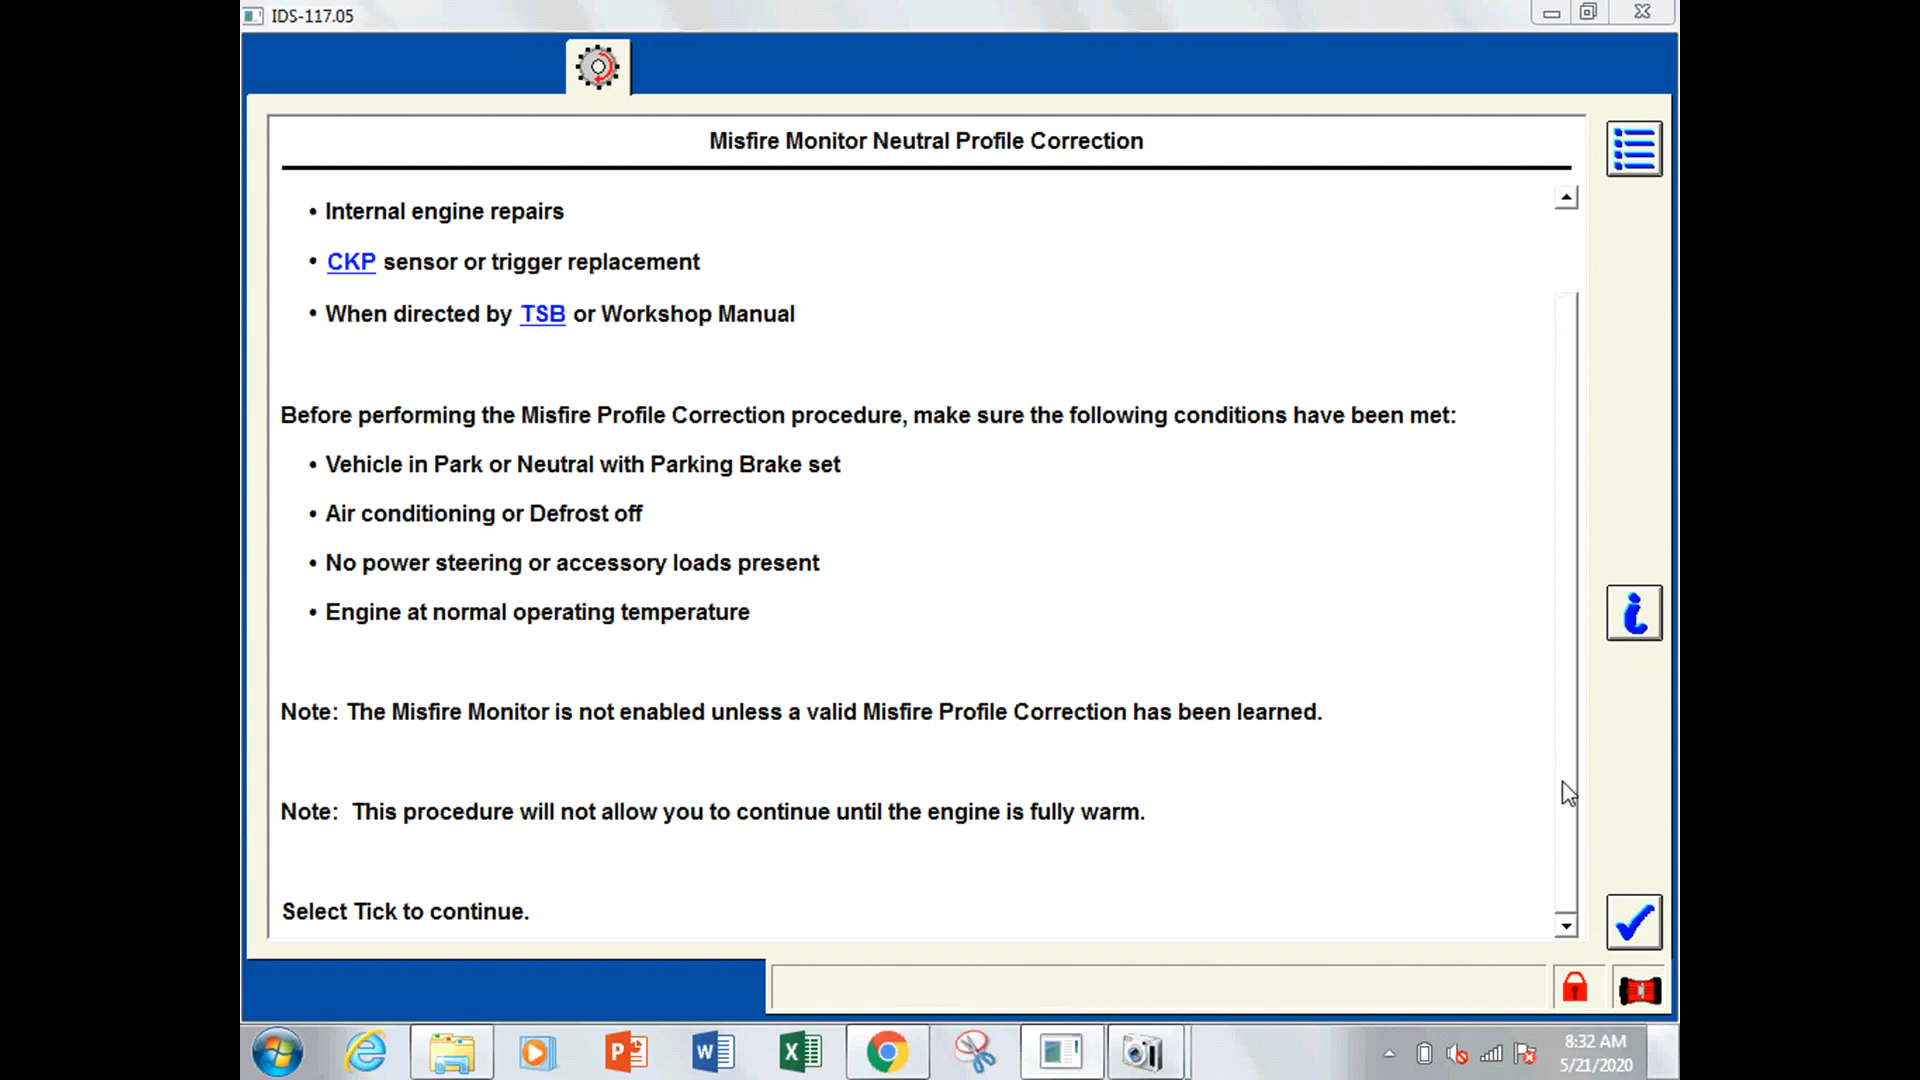 IDS-117.05
Misfire Monitor Neutral Profile Correction
• Internal engine repairs
• CKP sensor or trigger replacement
• When directed by TSB or Workshop Manual
Before performing the Misfire Profile Correction procedure, make sure the following conditions have been met:
• Vehicle in Park or Neutral with Parking Brake set
• Air conditioning or Defrost off
• No power steering or accessory loads present
• Engine at normal operating temperature
Note: The Misfire Monitor is not enabled unless a valid Misfire Profile Correction has been learned.
Note: This procedure will not allow you to continue until the engine is fully warm.
Select Tick to continue.
8:32 AM
5/21/2020